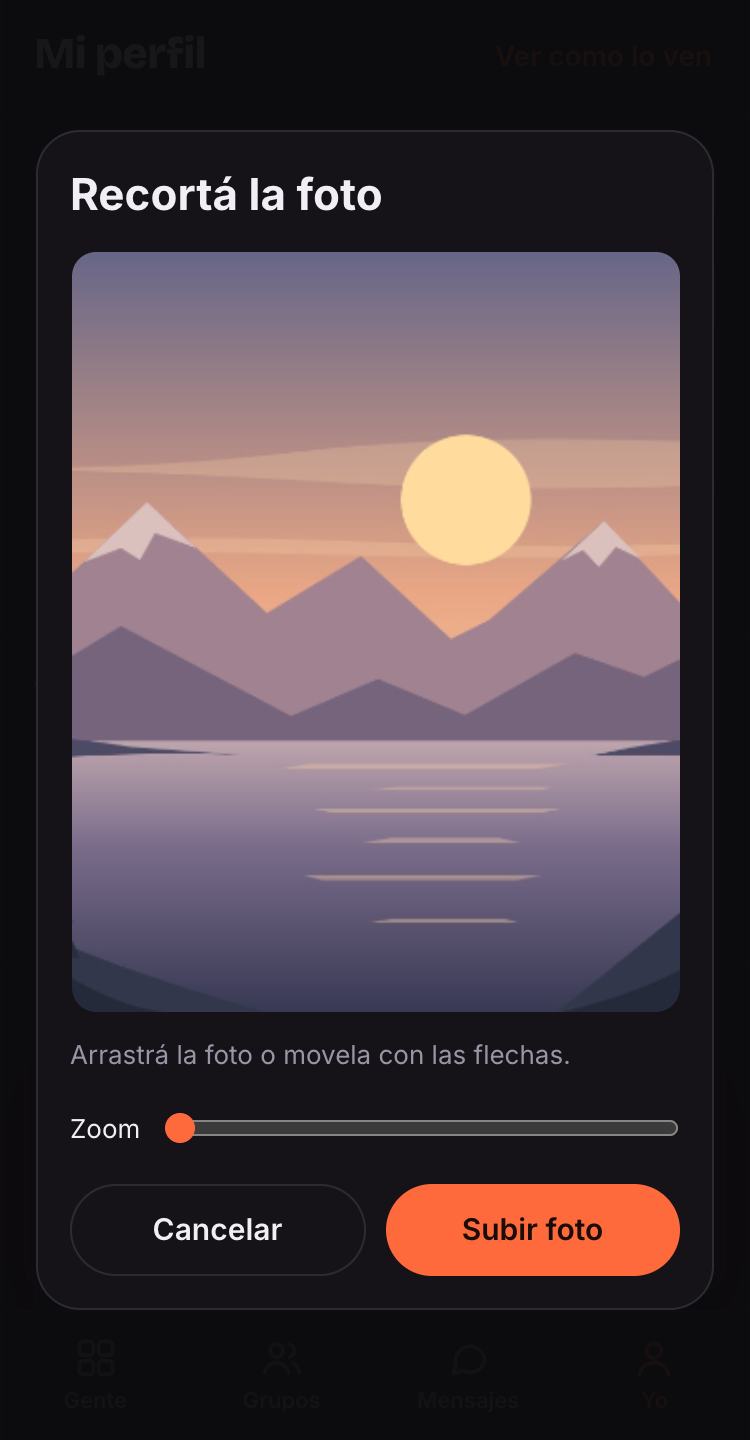 Mi perfil
Ver como lo ven
Recortá la foto
Arrastrá la foto o movela con las flechas.
Zoom
Cancelar
Subir foto
Gente
Grupos
Mensajes
Yo